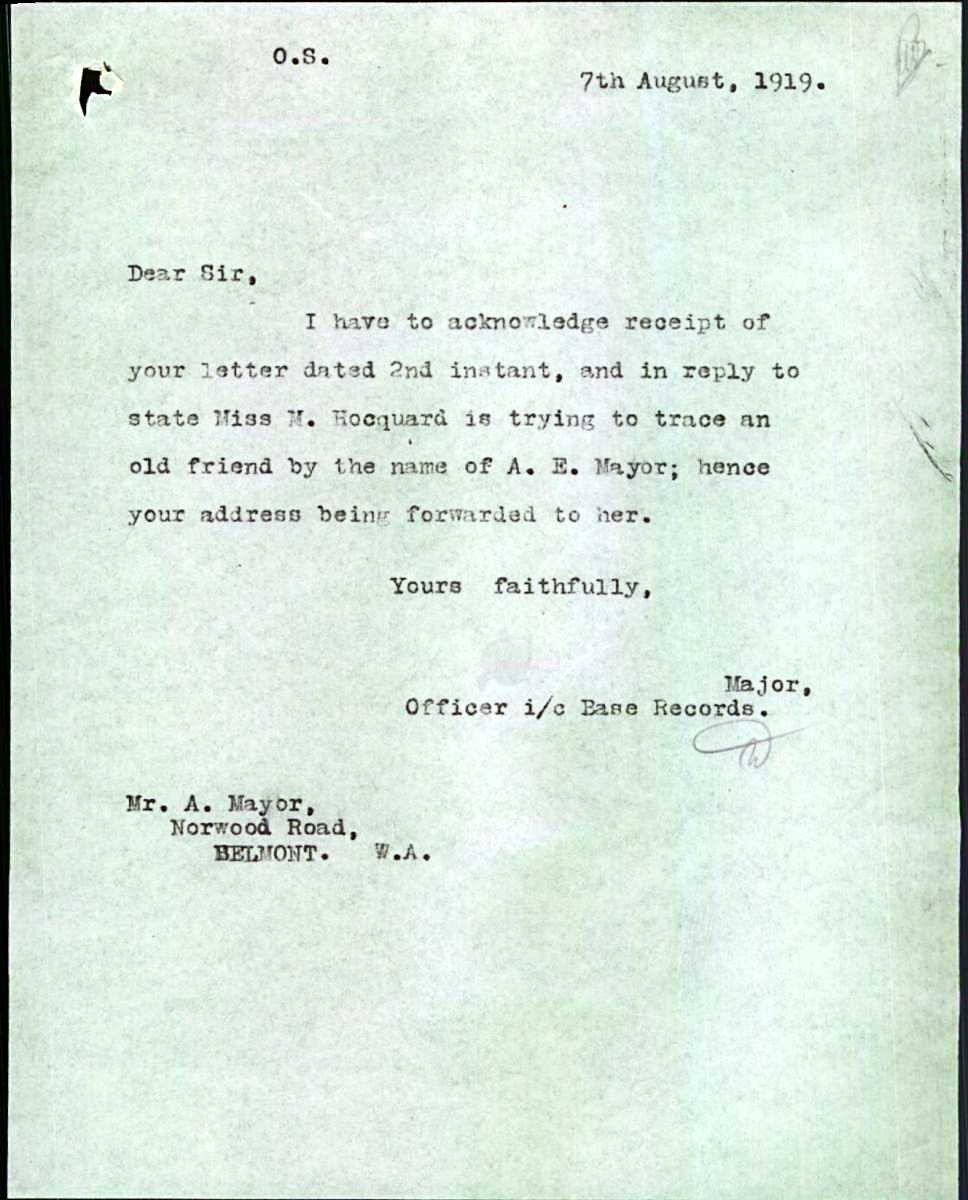 O.S.
7th August, 1919.
Dear Sir,
I have to acknowledge receipt of
your letter dated 2nd instant, and in reply to
state Miss M. Hocquard is trying to trace an
old friend by the name of A. E. Mayor; hence
your address being forwarded to her.
Yours faithfully,
Major,
Officer i/c Base Records.
Mr. A. Mayor,
Norwood Road,
BELMONT. W.A.